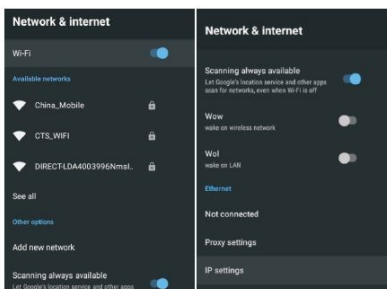 Network & internet
Wi-Fi
Available networks
China_Mobile
CTS_WIFI
DIRECT-LDA4003996Nmsl..
See all
Other options
Add new network
Scanning always available
Let Google's location service and other apps
Network & internet
Scanning always available
Let Google's location service and other apps
scan for networks, even when Wi-Fi is off
Wow
wake on wireless network
Wol
wake on LAN
Ethernet
Not connected
Proxy settings
IP settings